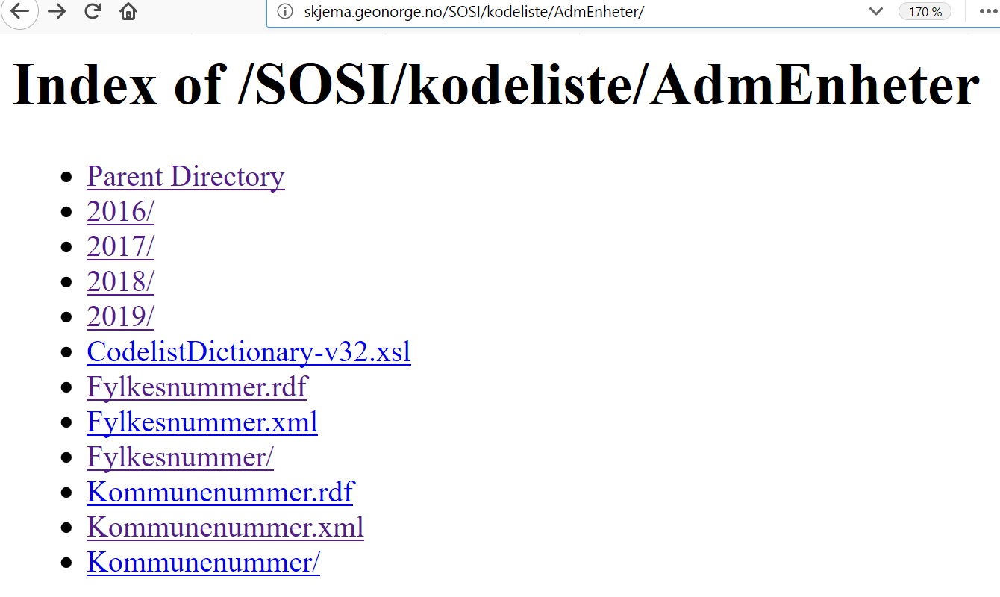 skjema.geonorge.no/SOSI/kodeliste/AdmEnheter/ 170 %
Index of /SOSI/kodeliste/AdmEnheter
Parent Directory
2016/
2017/
2018/
2019/
CodelistDictionary-v32.xsl
Fylkesnummer.rdf
Fylkesnummer.xml
Fylkesnummer/
Kommunenummer.rdf
Kommunenummer.xml
Kommunenummer/